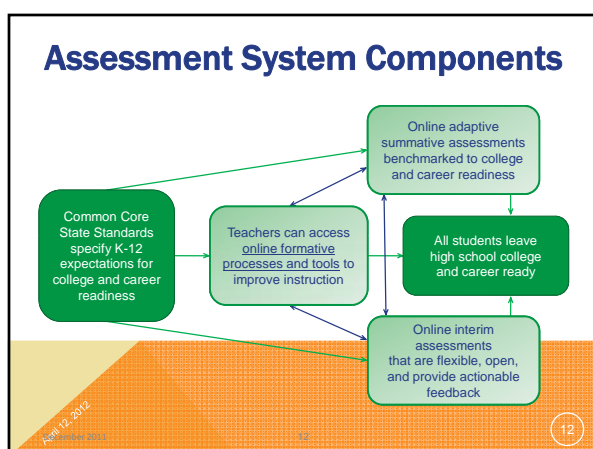 Assessment System Components
Online adaptive
summative assessments
benchmarked to college
and career readiness
Common Core
State Standards
specify K-12
expectations for
college and career
readiness
Teachers can access
online formative
processes and tools to
improve instruction
All students leave
high school college
and career ready
Online interim
assessments
that are flexible, open,
and provide actionable
feedback
April 12, 2012
December 2011
12
12